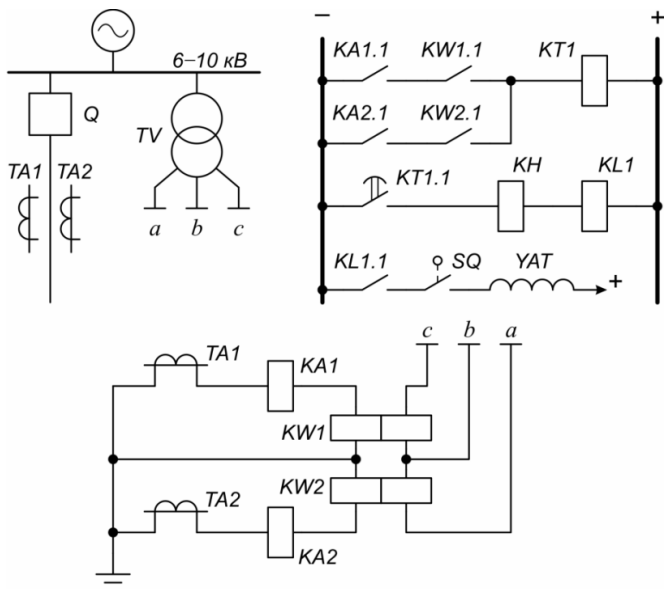 6–10 кВ
Q
TV
TA1 TA2
a b c
– +
KA1.1 KW1.1 KT1
KA2.1 KW2.1
KT1.1 KH KL1
KL1.1 SQ YAT +
c b a
TA1 KA1
KW1
KW2
TA2
KA2